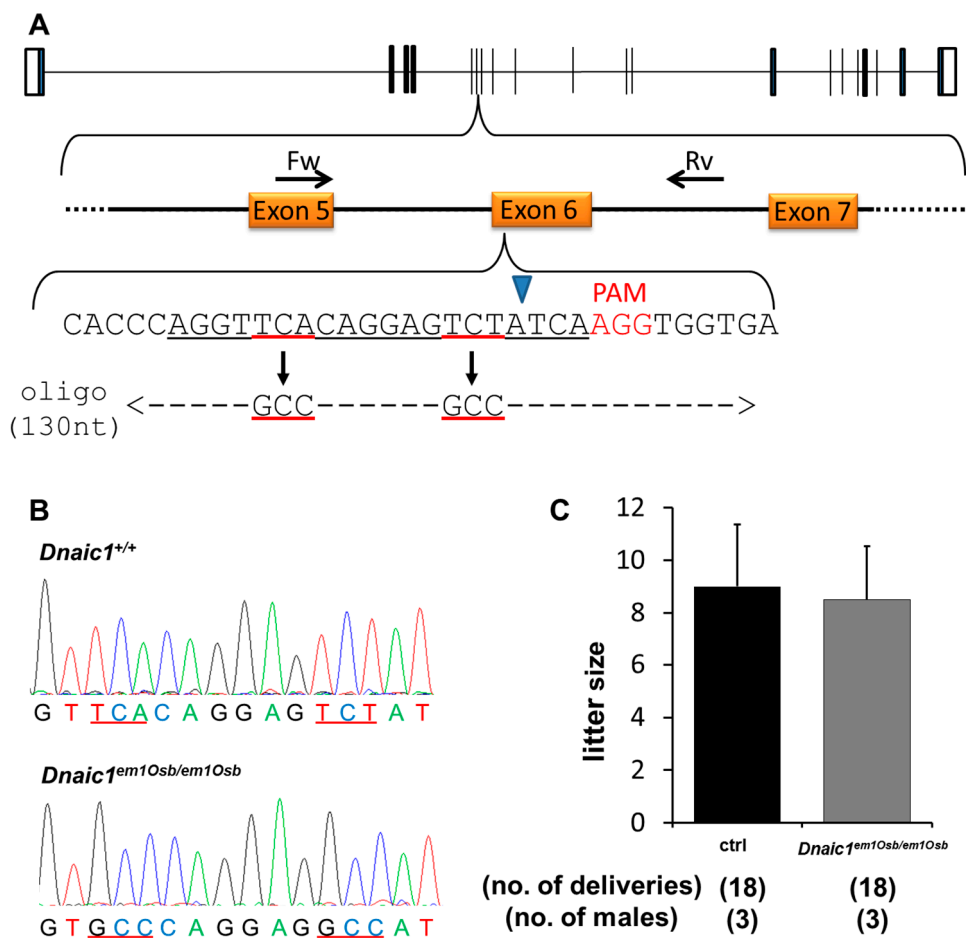 A
Fw Rv
Exon 5 Exon 6 Exon 7
PAM
CACCCAGGTTCACAGGAGTCTATCAAGGTGGTGA
oligo
(130nt)
<-----GCC------GCC-----------> 
B
Dnaic1+/+
G T T C A C A G G A G T C T A T
Dnaic1em1Osb/em1Osb
G T G C C C A G G A G G C C A T
C
litter size
12
10
8
6
4
2
0
ctrl Dnaic1em1Osb/em1Osb
(no. of deliveries) (18) (18)
(no. of males) (3) (3)